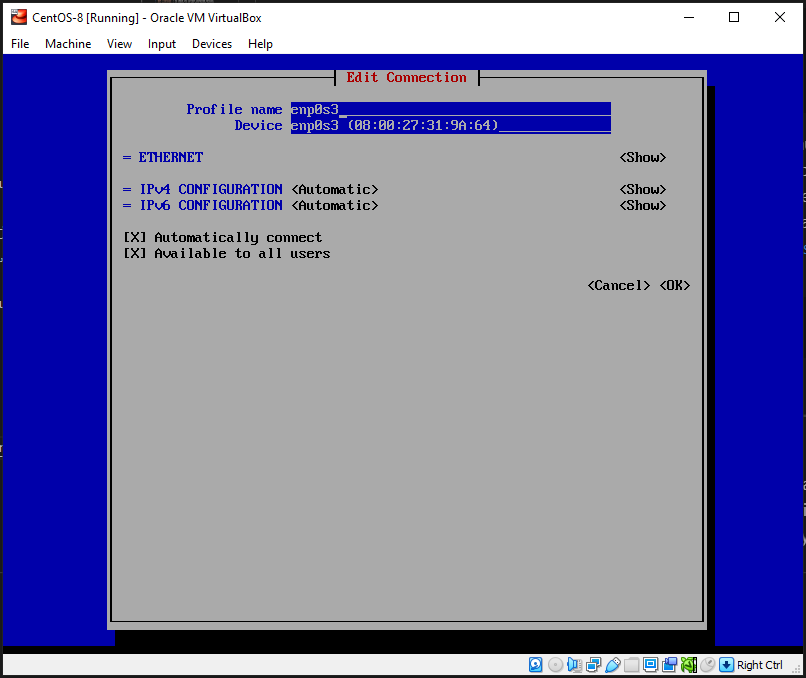 CentOS-8 [Running] - Oracle VM VirtualBox
File Machine View Input Devices Help
Edit Connection
Profile name enp0s3
Device enp0s3 (08:00:27:31:9A:64)
= ETHERNET <Show>
= IPv4 CONFIGURATION <Automatic> <Show>
= IPv6 CONFIGURATION <Automatic> <Show>
[X] Automatically connect
[X] Available to all users
<Cancel> <OK>
Right Ctrl